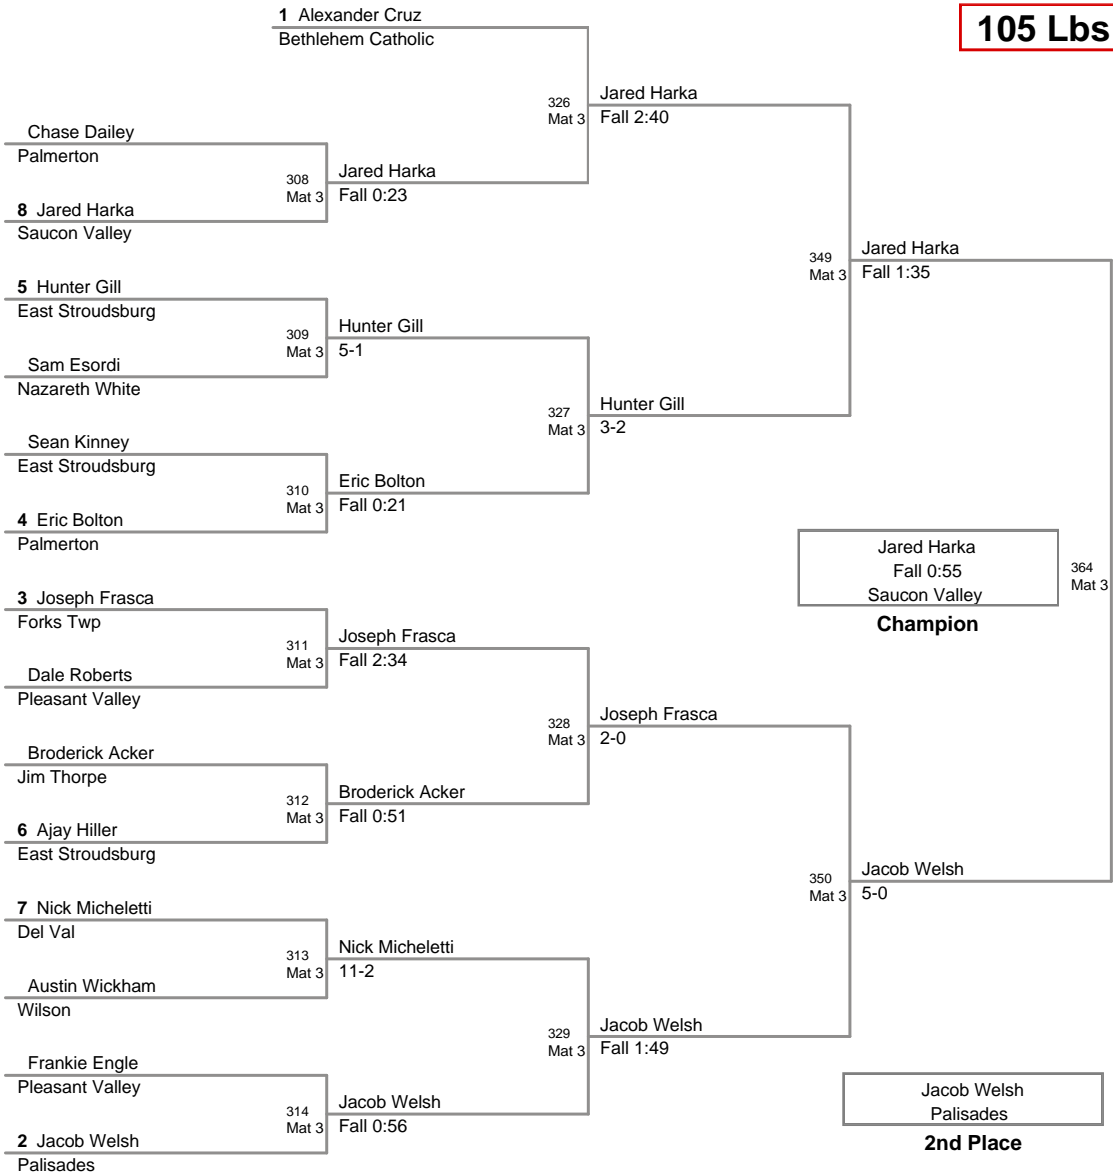 1 Alexander Cruz
Bethlehem Catholic
105 Lbs
326
Mat 3
Jared Harka
Fall 2:40
Chase Dailey
Palmerton
308
Mat 3
Jared Harka
Fall 0:23
8 Jared Harka
Saucon Valley
349
Mat 3
Jared Harka
Fall 1:35
5 Hunter Gill
East Stroudsburg
309
Mat 3
Hunter Gill
5-1
Sam Esordi
Nazareth White
327
Mat 3
Hunter Gill
3-2
Sean Kinney
East Stroudsburg
310
Mat 3
Eric Bolton
Fall 0:21
4 Eric Bolton
Palmerton
Jared Harka
Fall 0:55
Saucon Valley
Champion
364
Mat 3
3 Joseph Frasca
Forks Twp
311
Mat 3
Joseph Frasca
Fall 2:34
Dale Roberts
Pleasant Valley
328
Mat 3
Joseph Frasca
2-0
Broderick Acker
Jim Thorpe
312
Mat 3
Broderick Acker
Fall 0:51
6 Ajay Hiller
East Stroudsburg
350
Mat 3
Jacob Welsh
5-0
7 Nick Micheletti
Del Val
313
Mat 3
Nick Micheletti
11-2
Austin Wickham
Wilson
329
Mat 3
Jacob Welsh
Fall 1:49
Frankie Engle
Pleasant Valley
314
Mat 3
Jacob Welsh
Fall 0:56
2 Jacob Welsh
Palisades
Jacob Welsh
Palisades
2nd Place